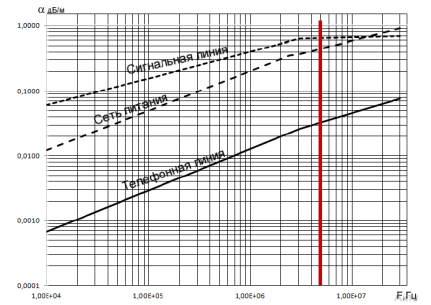 α дБ/м
1,0000
Сигнальная линия
0,1000
Сеть питания
0,0100
Телефонная линия
0,0010
0,0001
1,00E+04 1,00E+05 1,00E+06 1,00E+07 F, Гц